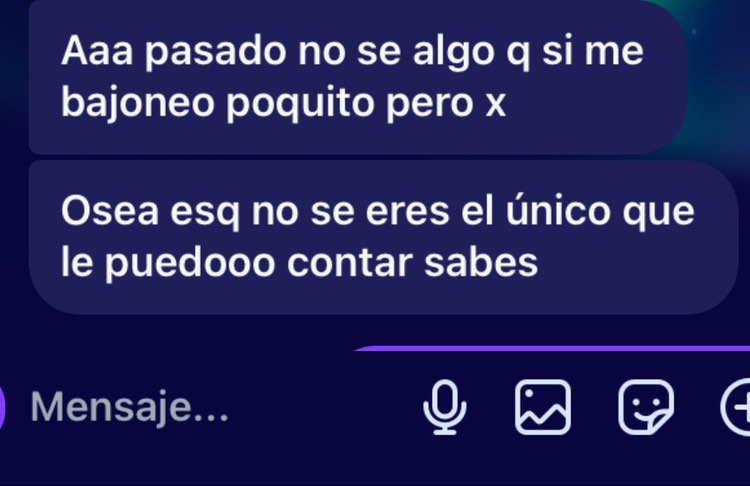 Aaa pasado no se algo q si me
bajoneo poquito pero x
Osea esq no se eres el único que
le puedooo contar sabes
Mensaje...